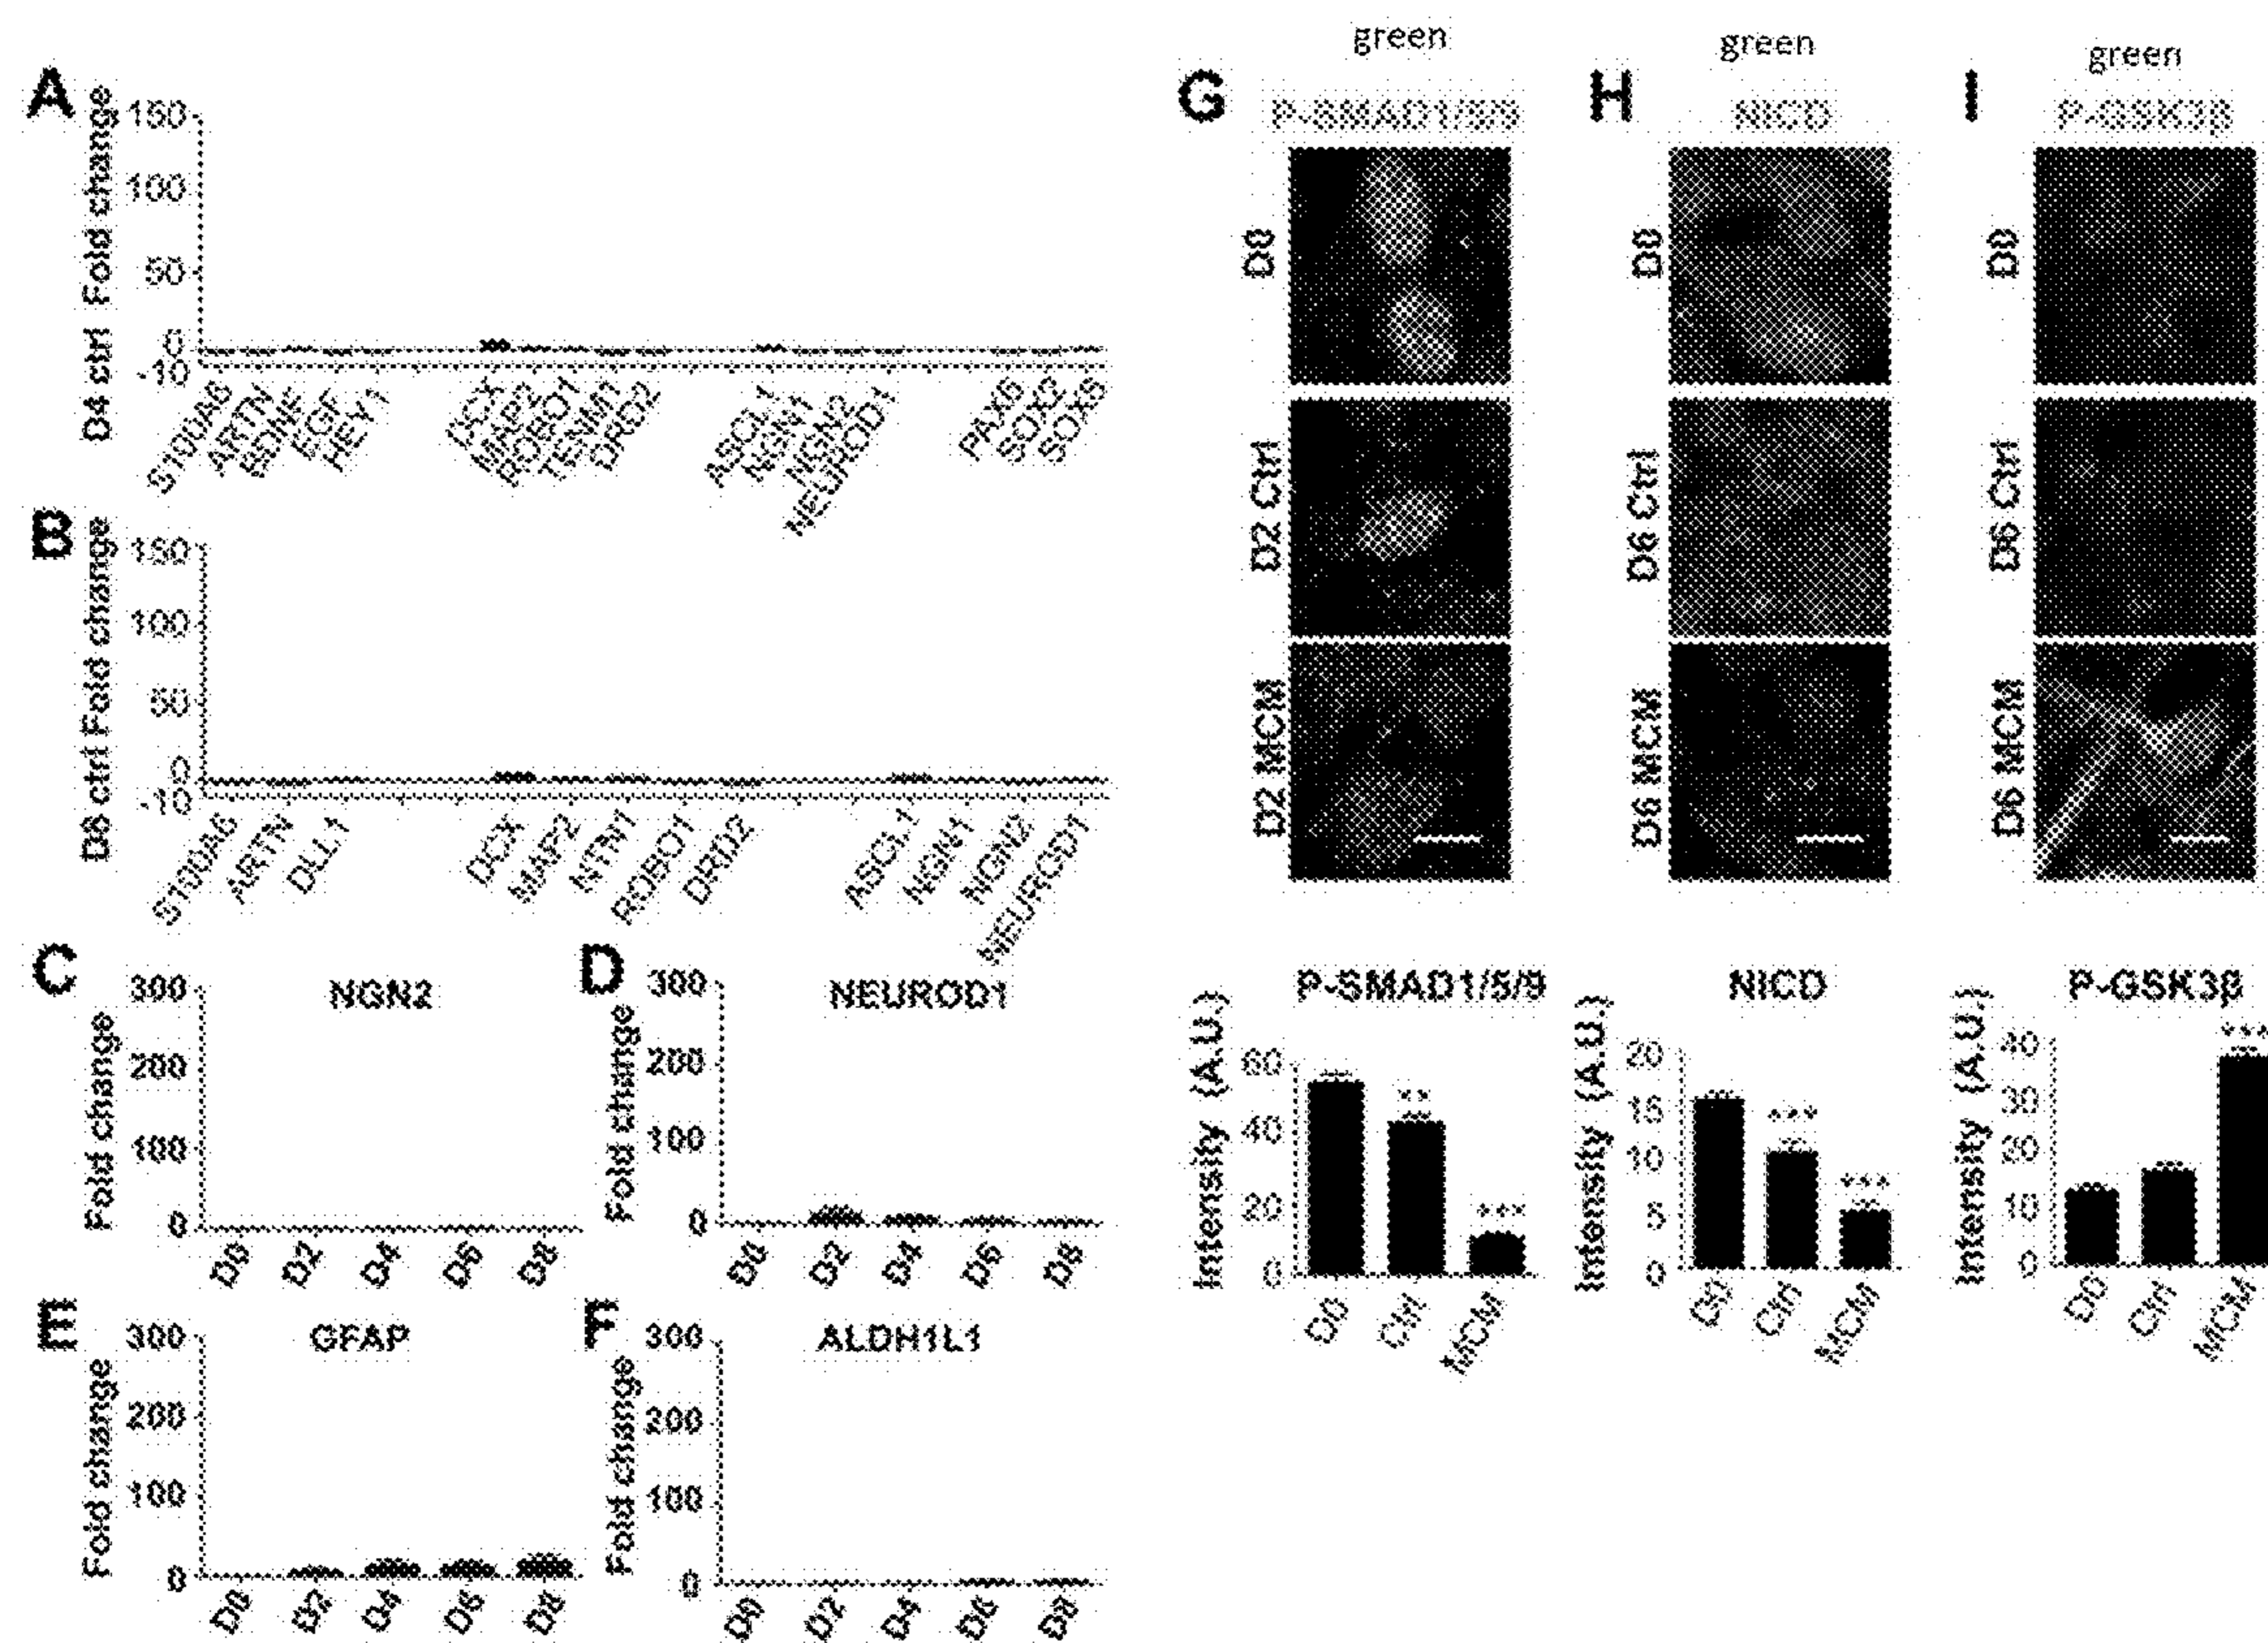 A
D4 ctrl Fold change
150
100
50
0
-10
S100A6
ARTN
BDNF
EGF
HEY1
DCX
MAP2
ROBO1
TENM1
DRD2
ASCL1
NGN1
NGN2
NEUROD1
PAX6
SOX2
B
D6 ctrl Fold change
150
100
50
0
-10
S100A6
ARTN
DLL1
DCX
MAP2
NTN1
ROBO1
DRD2
ASCL1
NGN1
NGN2
NEUROD1
C
NGN2
Fold change
300
200
100
0
D0 D2 D4 D6 D8
D
NEUROD1
Fold change
300
200
100
0
D0 D2 D4 D6 D8
E
GFAP
Fold change
300
200
100
0
D0 D2 D4 D6 D8
F
ALDH1L1
Fold change
300
200
100
0
D0 D2 D4 D6 D8
green
G
P-SMAD1/5/9
D0
D2 Ctrl
D2 MCM
P-SMAD1/5/9
Intensity (A.U.)
60
40
20
0
**
***
D0 Ctrl MCM
green
H
NICD
D0
D6 Ctrl
D6 MCM
NICD
Intensity (A.U.)
20
15
10
5
0
***
***
D0 Ctrl MCM
green
I
P-GSK3β
D0
D6 Ctrl
D6 MCM
P-GSK3β
Intensity (A.U.)
40
30
20
10
0
***
D0 Ctrl MCM